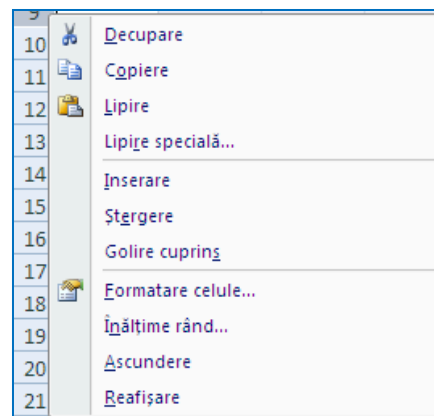 9
10 Decupare
11 Copiere
12 Lipire
13 Lipire specială...
14 Inserare
15 Ștergere
16 Golire cuprins
17
18 Formatare celule...
19 Înălțime rând...
20 Ascundere
21 Reafișare